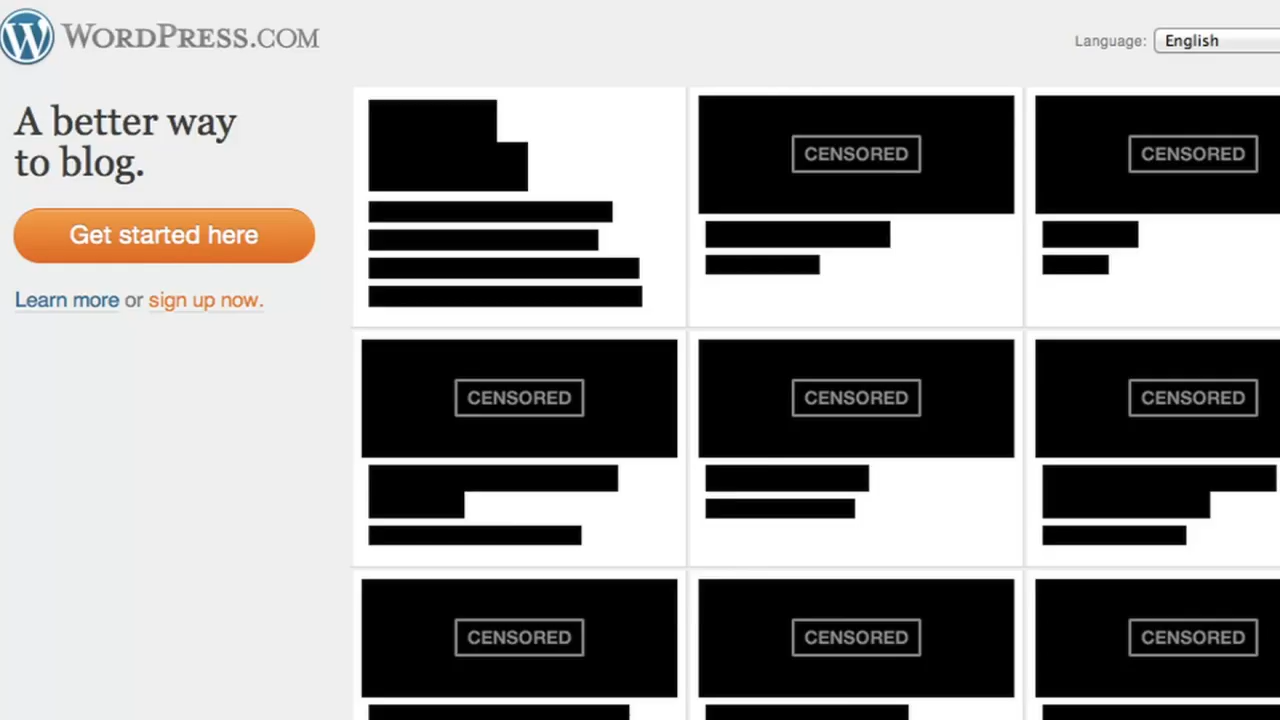 WORDPRESS.COM
Language: English
A better way
to blog.
Get started here
Learn more or sign up now.
CENSORED
CENSORED
CENSORED
CENSORED
CENSORED
CENSORED
CENSORED
CENSORED